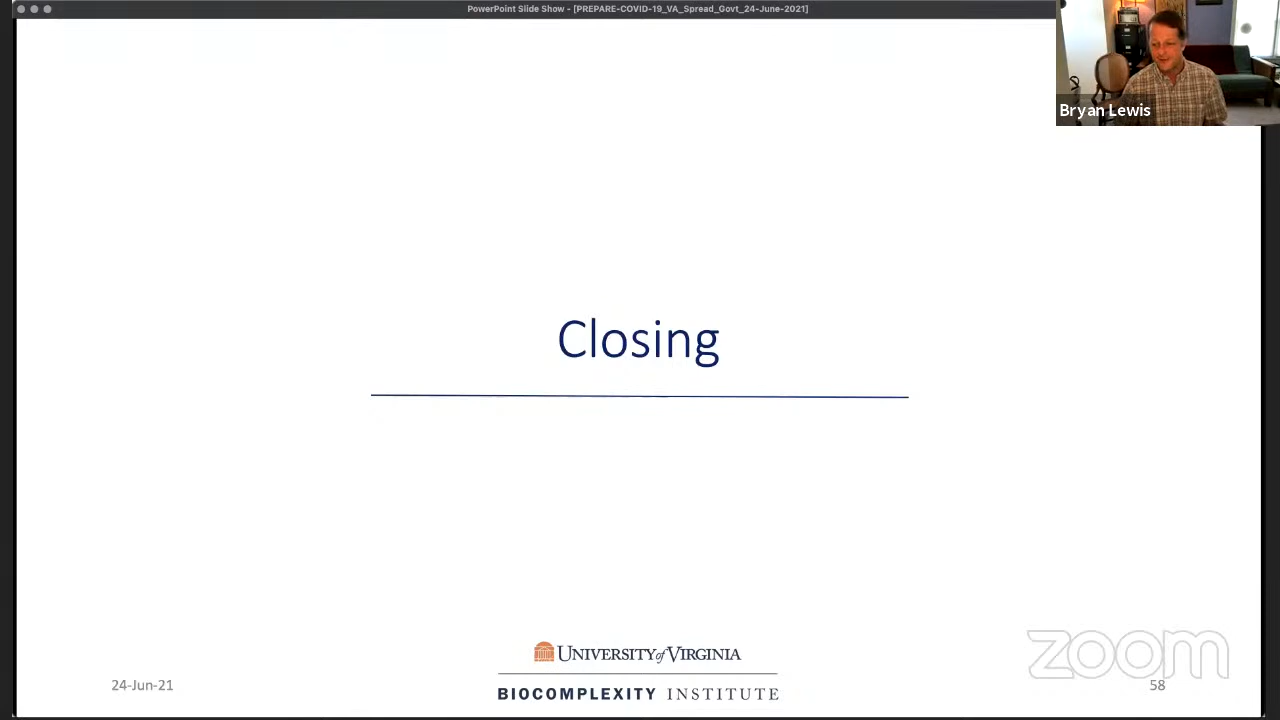 PowerPoint Slide Show - [PREPARE-COVID-19_VA_Spread_Govt_24-June-2021]
Bryan Lewis
Closing
UNIVERSITY of VIRGINIA
BIOCOMPLEXITY INSTITUTE
24-Jun-21
zoom
58